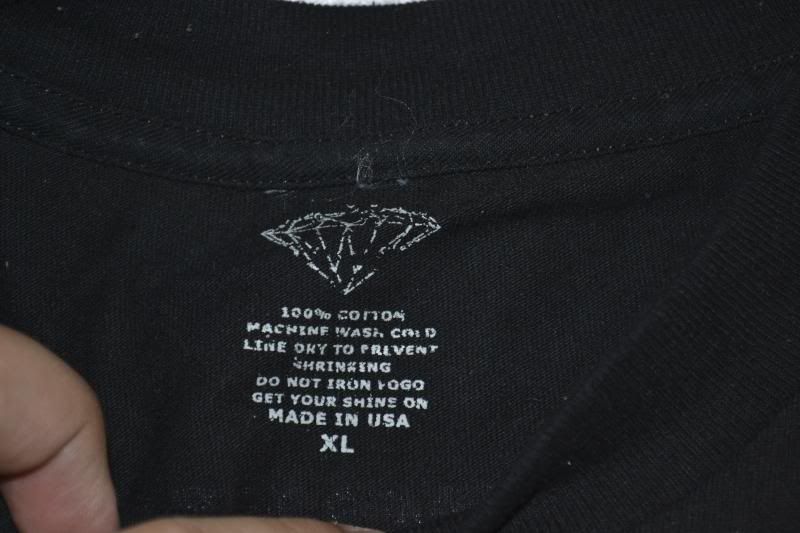 100% COTTON
MACHINE WASH COLD
LINE DRY TO PREVENT
SHRINKING
DO NOT IRON LOGO
GET YOUR SHINE ON
MADE IN USA
XL